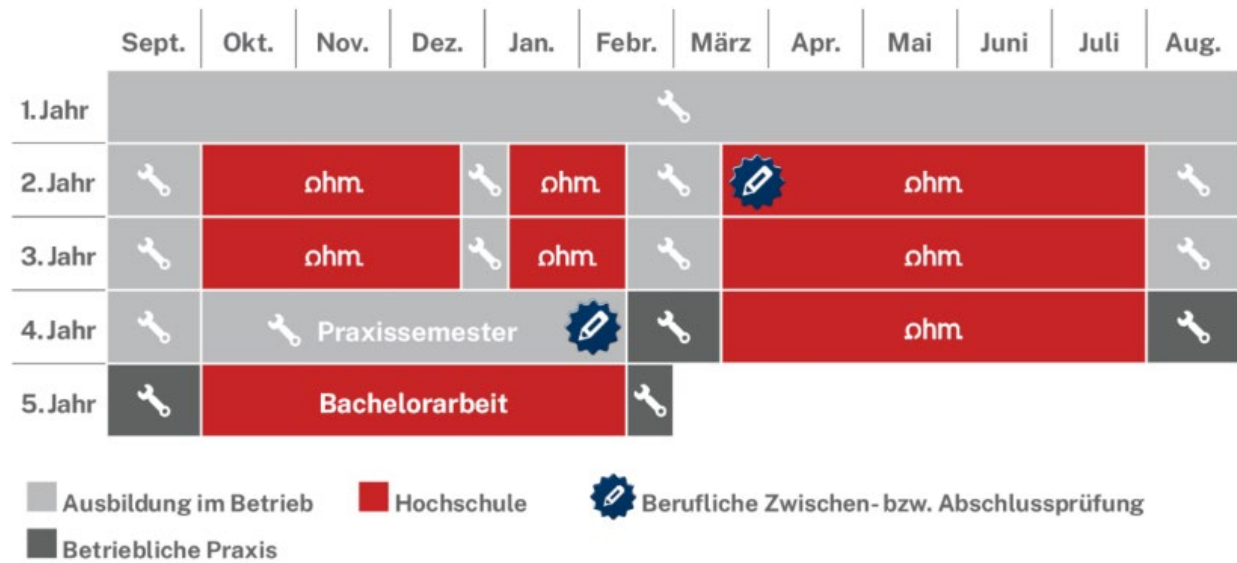 Sept. Okt. Nov. Dez. Jan. Febr. März Apr. Mai Juni Juli Aug.
1. Jahr
2. Jahr ohm ohm ohm
3. Jahr ohm ohm ohm
4. Jahr Praxissemester ohm
5. Jahr Bachelorarbeit
Ausbildung im Betrieb Hochschule Berufliche Zwischen- bzw. Abschlussprüfung
Betriebliche Praxis